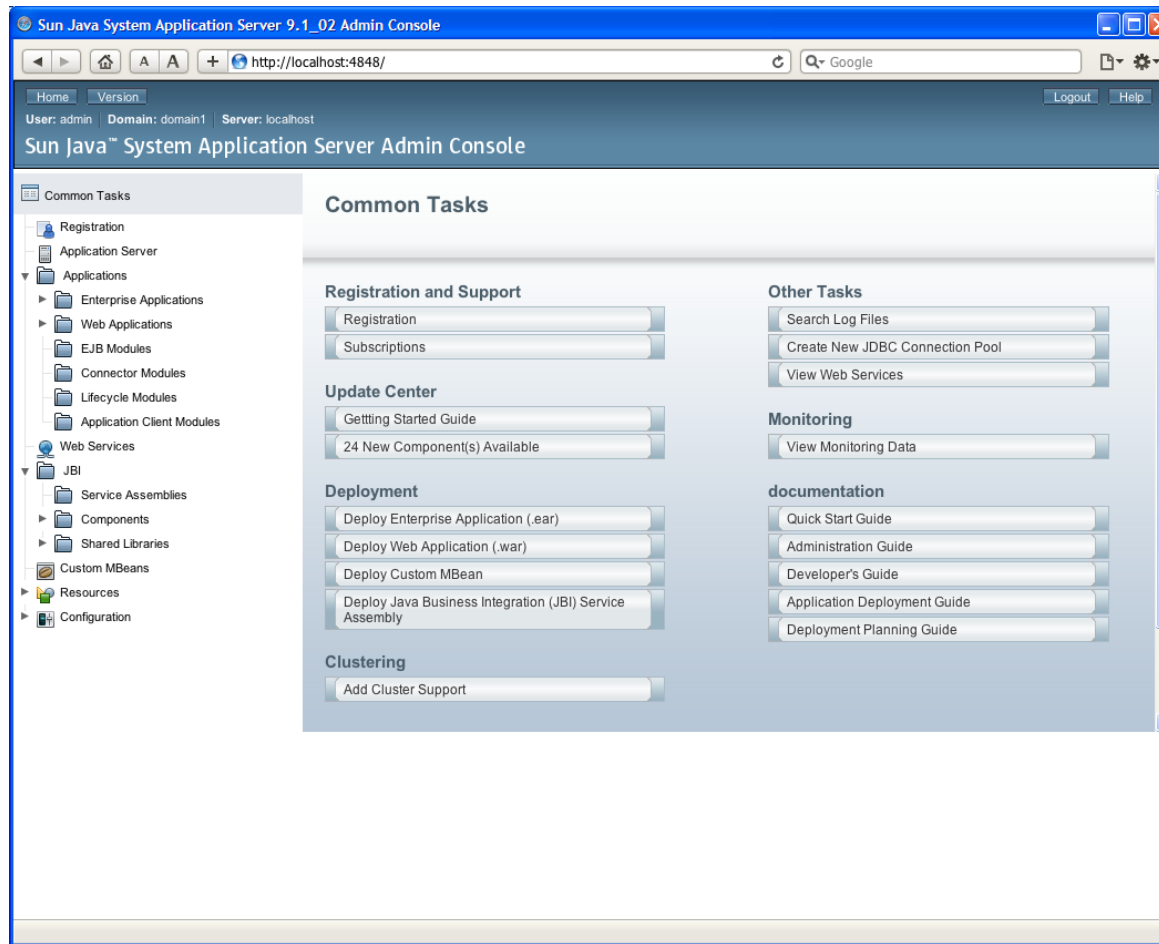 Sun Java System Application Server 9.1_02 Admin Console
A A + http://localhost:4848/ Q Google
Home Version Logout Help
User: admin Domain: domain1 Server: localhost
Sun Java™ System Application Server Admin Console
Common Tasks
Registration
Application Server
Applications
Enterprise Applications
Web Applications
EJB Modules
Connector Modules
Lifecycle Modules
Application Client Modules
Web Services
JBI
Service Assemblies
Components
Shared Libraries
Custom MBeans
Resources
Configuration
Common Tasks
Registration and Support
Registration
Subscriptions
Update Center
Gettting Started Guide
24 New Component(s) Available
Deployment
Deploy Enterprise Application (.ear)
Deploy Web Application (.war)
Deploy Custom MBean
Deploy Java Business Integration (JBI) Service
Assembly
Clustering
Add Cluster Support
Other Tasks
Search Log Files
Create New JDBC Connection Pool
View Web Services
Monitoring
View Monitoring Data
documentation
Quick Start Guide
Administration Guide
Developer's Guide
Application Deployment Guide
Deployment Planning Guide